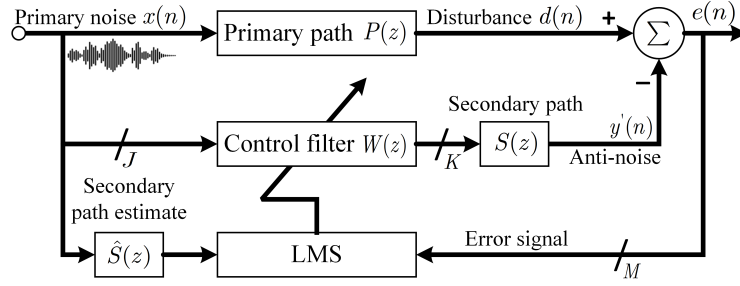 Primary noise x(n)
Primary path P(z)
Disturbance d(n)
+
Σ
e(n)
−
J
Control filter W(z)
K
Secondary path
S(z)
y'(n)
Anti-noise
Secondary
path estimate
Ŝ(z)
LMS
Error signal
M